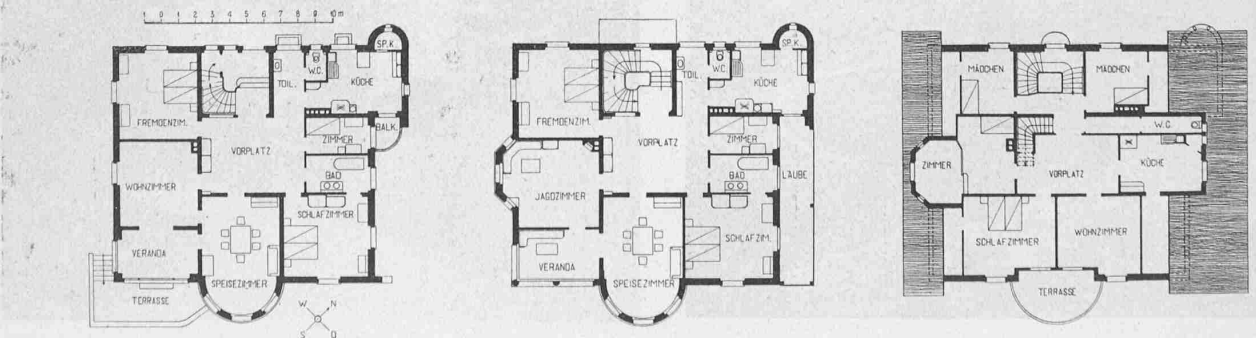 1 0 1 2 3 4 5 6 7 8 9 10 m
SP.K.
W.C.
TOIL.
KÜCHE
FREMDENZIM.
BALK.
ZIMMER
VORPLATZ
BAD
WOHNZIMMER
SCHLAFZIMMER
VERANDA
SPEISEZIMMER
TERRASSE
W N
S O
SP.K.
W.C.
TOIL.
KÜCHE
FREMDENZIM.
VORPLATZ
ZIMMER
BAD
LAUBE
JAGDZIMMER
SCHLAFZIM.
VERANDA
SPEISEZIMMER
MÄDCHEN
MÄDCHEN
W.C.
ZIMMER
VORPLATZ
KÜCHE
SCHLAFZIMMER
WOHNZIMMER
TERRASSE